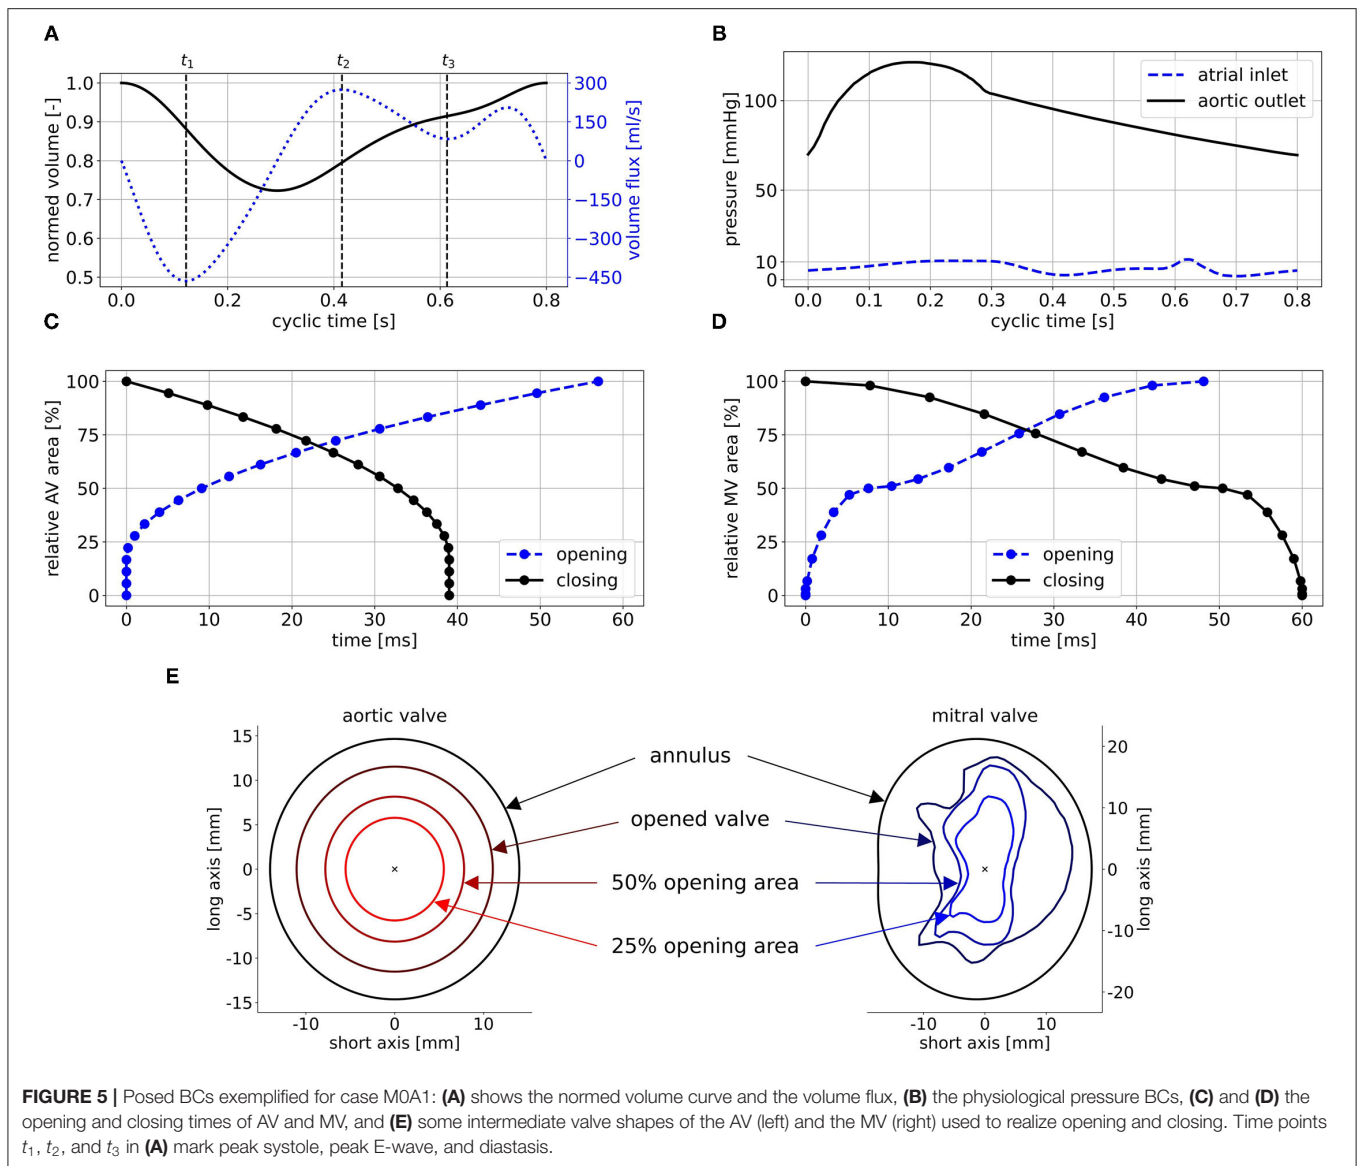 A
t1 t2 t3
1.0
0.9
0.8
0.7
0.6
0.5
normed volume [-]
300
150
0
−150
−300
−450
volume flux [ml/s]
0.0 0.2 0.4 0.6 0.8
cyclic time [s]
B
100
50
10
0
pressure [mmHg]
atrial inlet
aortic outlet
0.0 0.1 0.2 0.3 0.4 0.5 0.6 0.7 0.8
cyclic time [s]
C
100
75
50
25
0
relative AV area [%]
opening
closing
0 10 20 30 40 50 60
time [ms]
D
100
75
50
25
0
relative MV area [%]
opening
closing
0 10 20 30 40 50 60
time [ms]
E
aortic valve
15
10
5
0
-5
-10
-15
long axis [mm]
-10 0 10
short axis [mm]
annulus
opened valve
50% opening area
25% opening area
mitral valve
20
10
0
-10
-20
long axis [mm]
-10 0 10
short axis [mm]
FIGURE 5 | Posed BCs exemplified for case M0A1: (A) shows the normed volume curve and the volume flux, (B) the physiological pressure BCs, (C) and (D) the
opening and closing times of AV and MV, and (E) some intermediate valve shapes of the AV (left) and the MV (right) used to realize opening and closing. Time points
t1, t2, and t3 in (A) mark peak systole, peak E-wave, and diastasis.